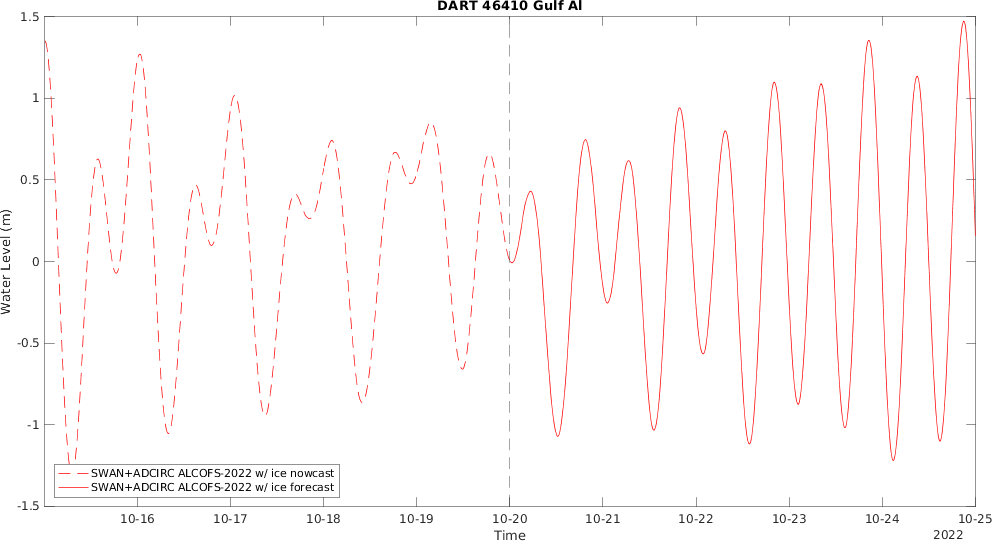 DART 46410 Gulf Al
1.5
1
0.5
0
-0.5
-1
-1.5
Water Level (m)
SWAN+ADCIRC ALCOFS-2022 w/ ice nowcast
SWAN+ADCIRC ALCOFS-2022 w/ ice forecast
10-16 10-17 10-18 10-19 10-20 10-21 10-22 10-23 10-24 10-25
Time
2022